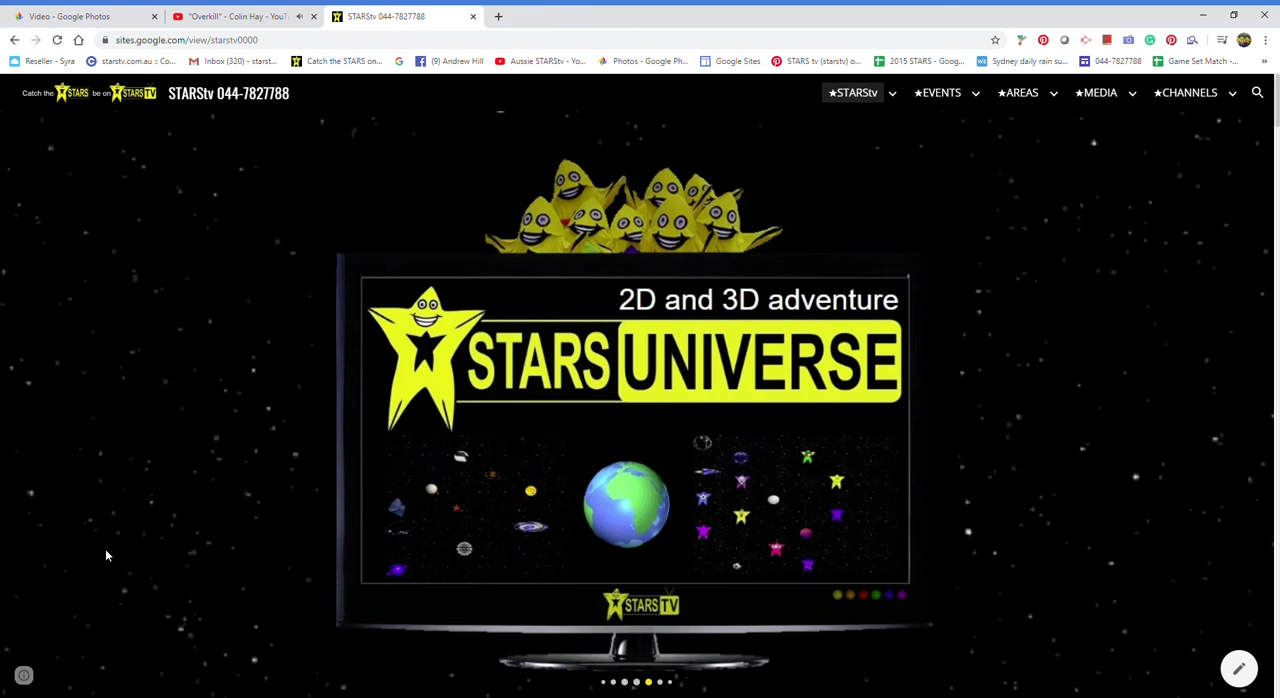 Video - Google Photos
"Overkill" - Colin Hay - YouT
STARStv 044-7827788
sites.google.com/view/starstv0000
Reseller - Syra
starstv.com.au :: Co...
Inbox (320) - starst...
Catch the STARS on...
(9) Andrew Hill
Aussie STARStv - Yo...
Photos - Google Ph...
Google Sites
STARS tv (starstv) o...
2015 STARS - Goog...
Sydney daily rain su...
044-7827788
Game Set Match -...
Catch the STARS be on STARS TV
STARStv 044-7827788
★STARStv
★EVENTS
★AREAS
★MEDIA
★CHANNELS
2D and 3D adventure
STARS UNIVERSE
STARS TV